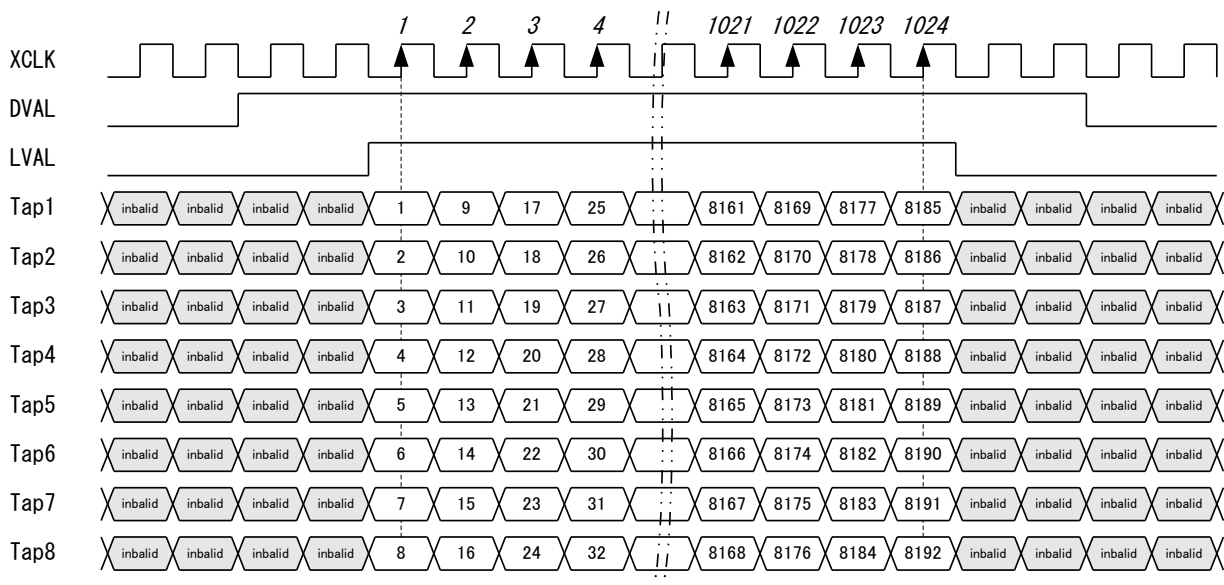 1 2 3 4 1021 1022 1023 1024
XCLK
DVAL
LVAL
Tap1 inbalid inbalid inbalid inbalid 1 9 17 25 8161 8169 8177 8185 inbalid inbalid inbalid inbalid
Tap2 inbalid inbalid inbalid inbalid 2 10 18 26 8162 8170 8178 8186 inbalid inbalid inbalid inbalid
Tap3 inbalid inbalid inbalid inbalid 3 11 19 27 8163 8171 8179 8187 inbalid inbalid inbalid inbalid
Tap4 inbalid inbalid inbalid inbalid 4 12 20 28 8164 8172 8180 8188 inbalid inbalid inbalid inbalid
Tap5 inbalid inbalid inbalid inbalid 5 13 21 29 8165 8173 8181 8189 inbalid inbalid inbalid inbalid
Tap6 inbalid inbalid inbalid inbalid 6 14 22 30 8166 8174 8182 8190 inbalid inbalid inbalid inbalid
Tap7 inbalid inbalid inbalid inbalid 7 15 23 31 8167 8175 8183 8191 inbalid inbalid inbalid inbalid
Tap8 inbalid inbalid inbalid inbalid 8 16 24 32 8168 8176 8184 8192 inbalid inbalid inbalid inbalid